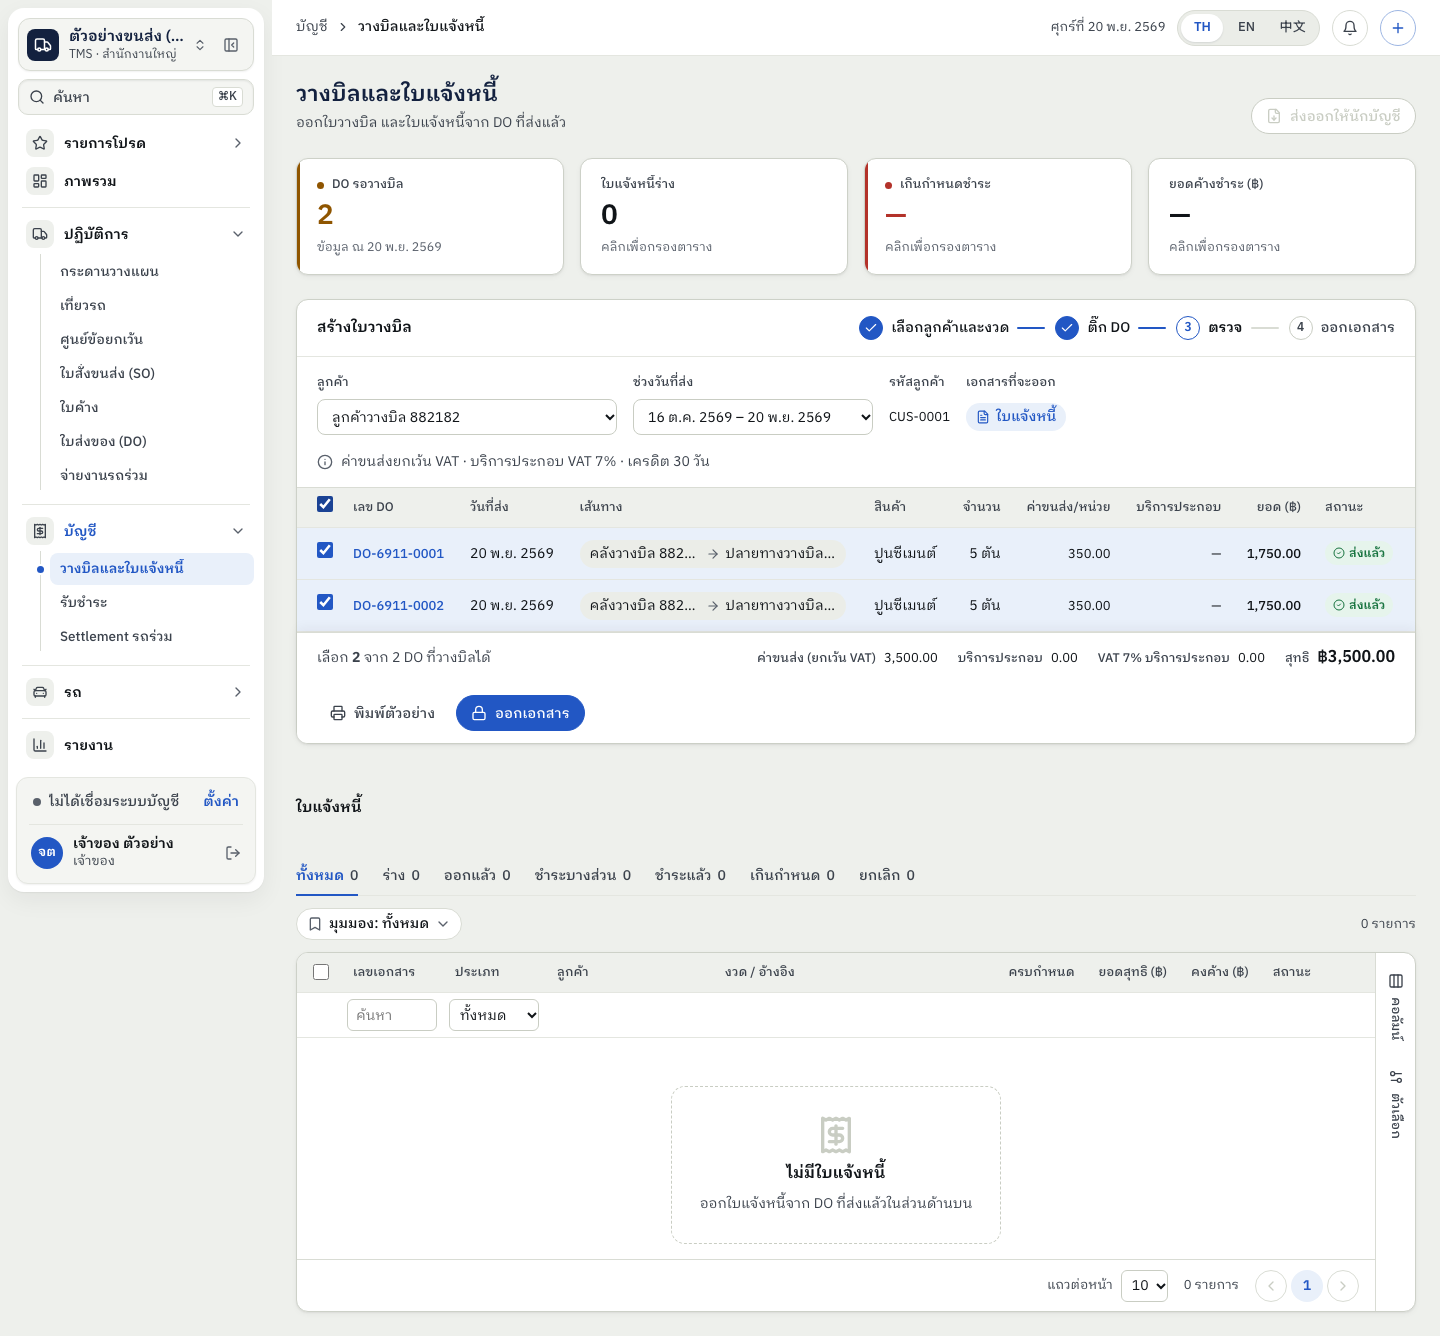 ตัวอย่างขนส่ง (...
TMS · สำนักงานใหญ่
ค้นหา ⌘K
รายการโปรด
ภาพรวม
ปฏิบัติการ
กระดานวางแผน
เที่ยวรถ
ศูนย์ข้อยกเว้น
ใบสั่งขนส่ง (SO)
ใบค้าง
ใบส่งของ (DO)
จ่ายงานรถร่วม
บัญชี
วางบิลและใบแจ้งหนี้
รับชำระ
Settlement รถร่วม
รถ
รายงาน
ไม่ได้เชื่อมระบบบัญชี ตั้งค่า
จต
เจ้าของ ตัวอย่าง
เจ้าของ
บัญชี วางบิลและใบแจ้งหนี้
ศุกร์ที่ 20 พ.ย. 2569 TH EN 中文
วางบิลและใบแจ้งหนี้
ออกใบวางบิล และใบแจ้งหนี้จาก DO ที่ส่งแล้ว
ส่งออกให้นักบัญชี
DO รอวางบิล
2
ข้อมูล ณ 20 พ.ย. 2569
ใบแจ้งหนี้ร่าง
0
คลิกเพื่อกรองตาราง
เกินกำหนดชำระ
—
คลิกเพื่อกรองตาราง
ยอดค้างชำระ (฿)
—
คลิกเพื่อกรองตาราง
สร้างใบวางบิล
เลือกลูกค้าและงวด ติ๊ก DO 3 ตรวจ 4 ออกเอกสาร
ลูกค้า ช่วงวันที่ส่ง รหัสลูกค้า เอกสารที่จะออก
ลูกค้าวางบิล 882182 16 ต.ค. 2569 – 20 พ.ย. 2569 CUS-0001 ใบแจ้งหนี้
ค่าขนส่งยกเว้น VAT · บริการประกอบ VAT 7% · เครดิต 30 วัน
เลข DO วันที่ส่ง เส้นทาง สินค้า จำนวน ค่าขนส่ง/หน่วย บริการประกอบ ยอด (฿) สถานะ
DO-6911-0001 20 พ.ย. 2569 คลังวางบิล 882... → ปลายทางวางบิล... ปูนซีเมนต์ 5 ตัน 350.00 — 1,750.00 ส่งแล้ว
DO-6911-0002 20 พ.ย. 2569 คลังวางบิล 882... → ปลายทางวางบิล... ปูนซีเมนต์ 5 ตัน 350.00 — 1,750.00 ส่งแล้ว
เลือก 2 จาก 2 DO ที่วางบิลได้ ค่าขนส่ง (ยกเว้น VAT) 3,500.00 บริการประกอบ 0.00 VAT 7% บริการประกอบ 0.00 สุทธิ ฿3,500.00
พิมพ์ตัวอย่าง ออกเอกสาร
ใบแจ้งหนี้
ทั้งหมด 0 ร่าง 0 ออกแล้ว 0 ชำระบางส่วน 0 ชำระแล้ว 0 เกินกำหนด 0 ยกเลิก 0
มุมมอง: ทั้งหมด 0 รายการ
เลขเอกสาร ประเภท ลูกค้า งวด / อ้างอิง ครบกำหนด ยอดสุทธิ (฿) คงค้าง (฿) สถานะ
ค้นหา ทั้งหมด
คอลัมน์
ตัวเลือก
ไม่มีใบแจ้งหนี้
ออกใบแจ้งหนี้จาก DO ที่ส่งแล้วในส่วนด้านบน
แถวต่อหน้า 10 0 รายการ 1